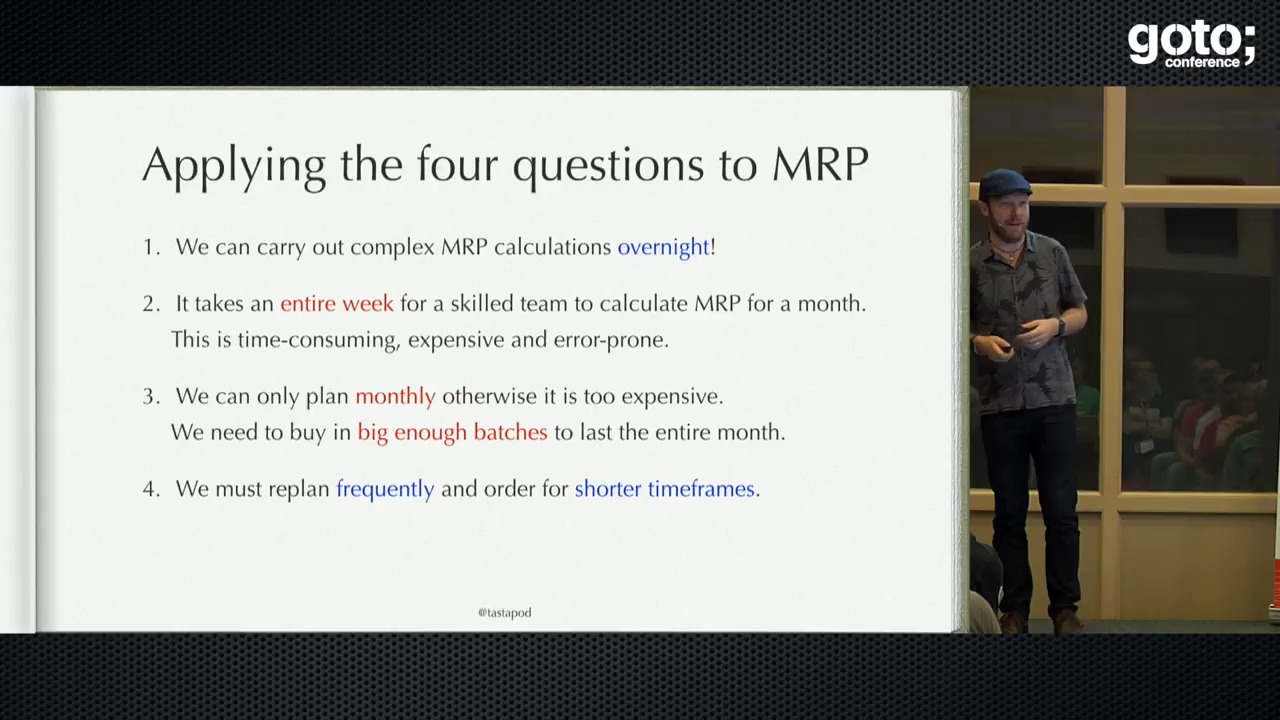 goto;
conference
Applying the four questions to MRP
1. We can carry out complex MRP calculations overnight!
2. It takes an entire week for a skilled team to calculate MRP for a month.
This is time-consuming, expensive and error-prone.
3. We can only plan monthly otherwise it is too expensive.
We need to buy in big enough batches to last the entire month.
4. We must replan frequently and order for shorter timeframes.
@tastapod